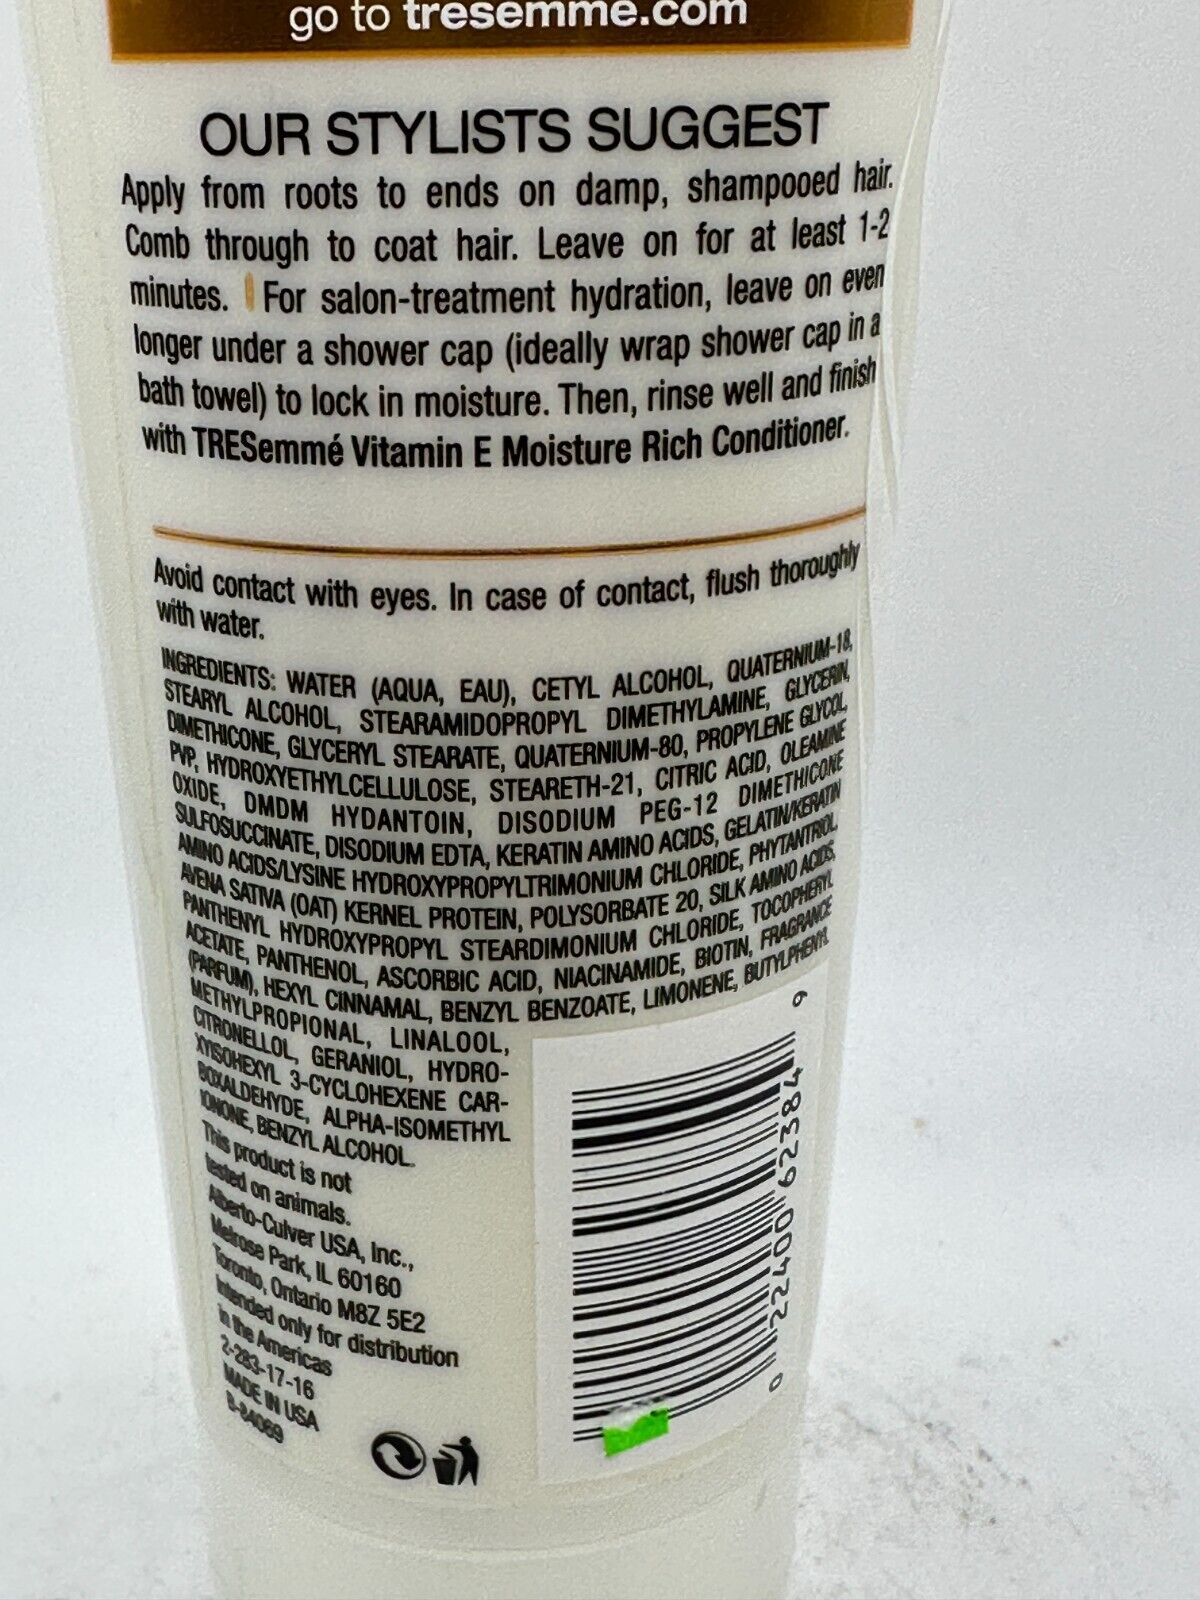 go to tresemme.com
OUR STYLISTS SUGGEST
Apply from roots to ends on damp, shampooed hair.
Comb through to coat hair. Leave on for at least 1-2
minutes. For salon-treatment hydration, leave on even
longer under a shower cap (ideally wrap shower cap in a
bath towel) to lock in moisture. Then, rinse well and finish
with TRESemmé Vitamin E Moisture Rich Conditioner.
Avoid contact with eyes. In case of contact, flush thoroughly
with water.
INGREDIENTS: WATER (AQUA, EAU), CETYL ALCOHOL, QUATERNIUM-18,
STEARYL ALCOHOL, STEARAMIDOPROPYL DIMETHYLAMINE, GLYCERIN,
DIMETHICONE, GLYCERYL STEARATE, QUATERNIUM-80, PROPYLENE GLYCOL,
PVP, HYDROXYETHYLCELLULOSE, STEARETH-21, CITRIC ACID, OLEAMINE
OXIDE, DMDM HYDANTOIN, DISODIUM PEG-12 DIMETHICONE
SULFOSUCCINATE, DISODIUM EDTA, KERATIN AMINO ACIDS, GELATIN/KERATIN
AMINO ACIDS/LYSINE HYDROXYPROPYLTRIMONIUM CHLORIDE, PHYTANTRIOL,
AVENA SATIVA (OAT) KERNEL PROTEIN, POLYSORBATE 20, SILK AMINO ACIDS,
PANTHENYL HYDROXYPROPYL STEARDIMONIUM CHLORIDE, TOCOPHERYL
ACETATE, PANTHENOL, ASCORBIC ACID, NIACINAMIDE, BIOTIN, FRAGRANCE
(PARFUM), HEXYL CINNAMAL, BENZYL BENZOATE, LIMONENE, BUTYLPHENYL
METHYLPROPIONAL, LINALOOL,
CITRONELLOL, GERANIOL, HYDRO-
XYISOHEXYL 3-CYCLOHEXENE CAR-
BOXALDEHYDE, ALPHA-ISOMETHYL
IONONE, BENZYL ALCOHOL.
This product is not
tested on animals.
Alberto-Culver USA, Inc.,
Melrose Park, IL 60160
Toronto, Ontario M8Z 5E2
Intended only for distribution
in the Americas
2-283-17-16
MADE IN USA
B-84069
0 22400 62384 9